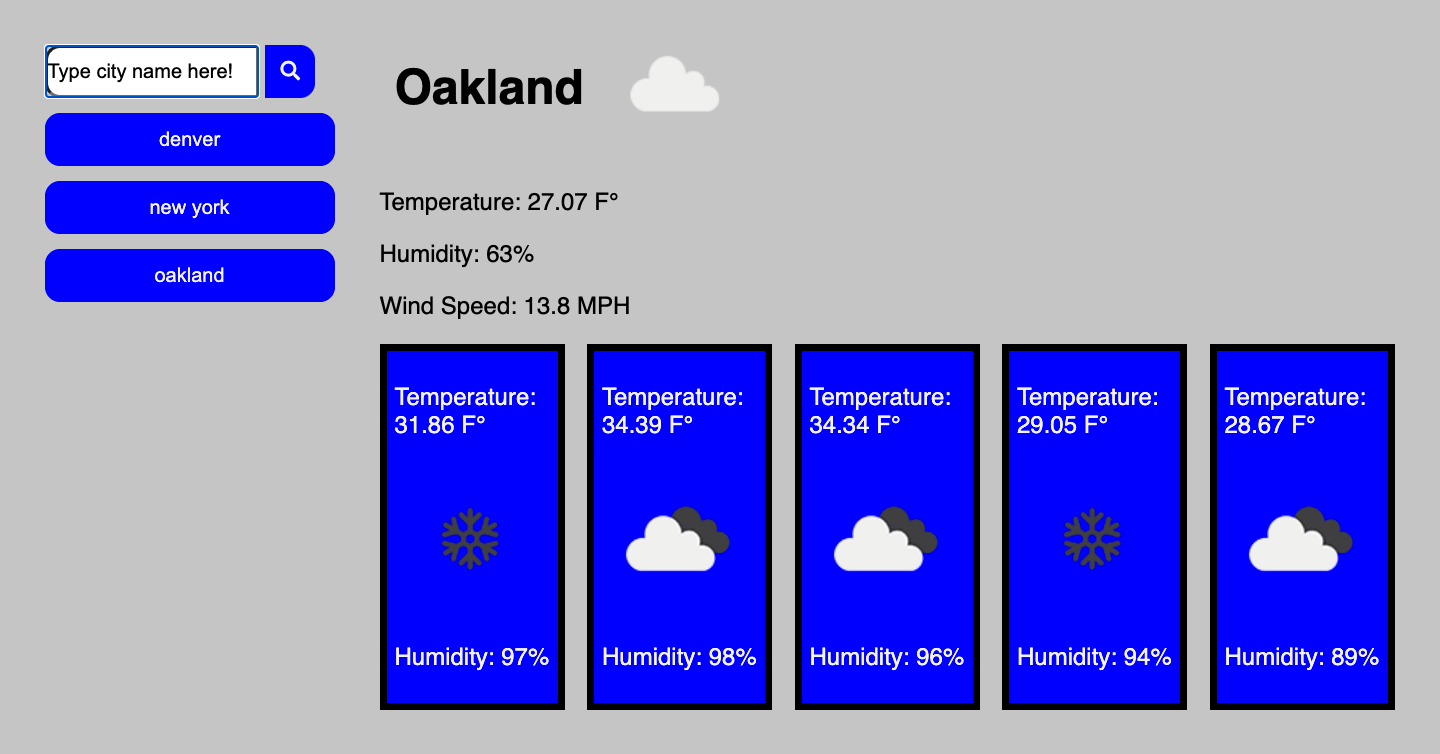 Type city name here!
denver
new york
oakland
Oakland
Temperature: 27.07 F°
Humidity: 63%
Wind Speed: 13.8 MPH
Temperature:
31.86 F°
Humidity: 97%
Temperature:
34.39 F°
Humidity: 98%
Temperature:
34.34 F°
Humidity: 96%
Temperature:
29.05 F°
Humidity: 94%
Temperature:
28.67 F°
Humidity: 89%